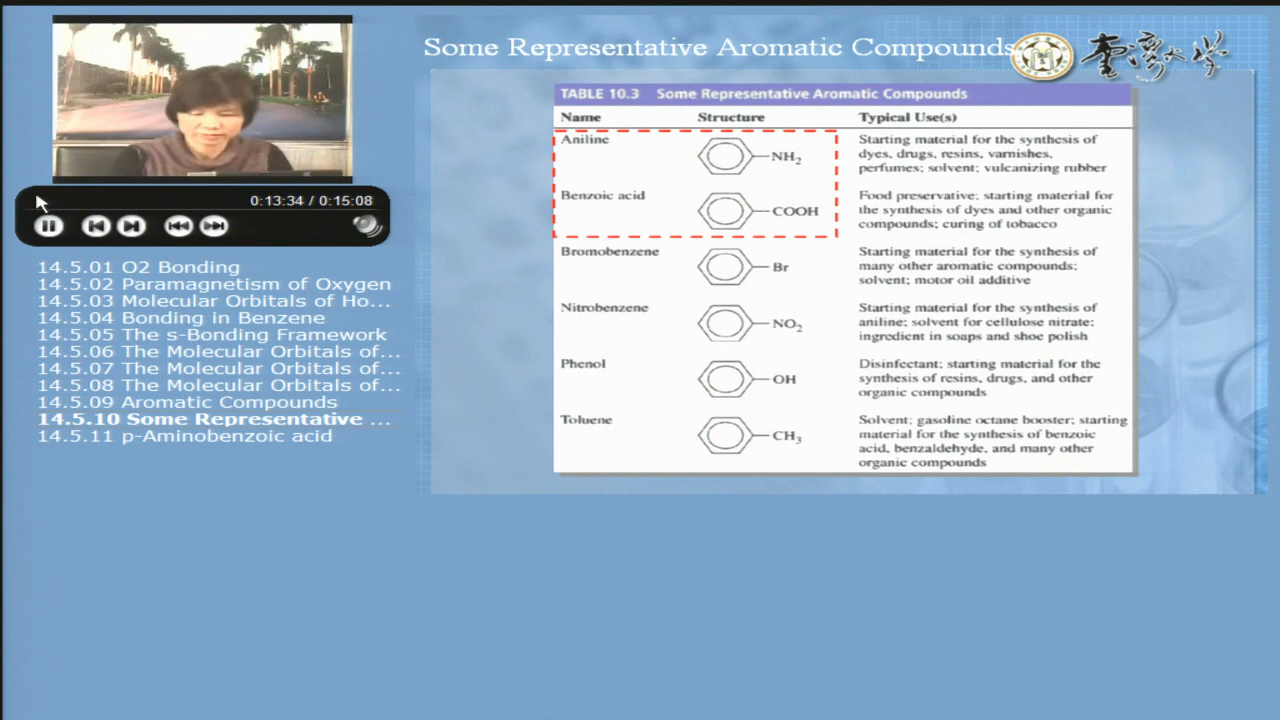 Some Representative Aromatic Compounds
臺灣大學
0:13:34 / 0:15:08
14.5.01 O2 Bonding
14.5.02 Paramagnetism of Oxygen
14.5.03 Molecular Orbitals of Ho...
14.5.04 Bonding in Benzene
14.5.05 The s-Bonding Framework
14.5.06 The Molecular Orbitals of...
14.5.07 The Molecular Orbitals of...
14.5.08 The Molecular Orbitals of...
14.5.09 Aromatic Compounds
14.5.10 Some Representative ...
14.5.11 p-Aminobenzoic acid
TABLE 10.3 Some Representative Aromatic Compounds
Name Structure Typical Use(s)
Aniline
NH₂
Starting material for the synthesis of
dyes, drugs, resins, varnishes,
perfumes; solvent; vulcanizing rubber
Benzoic acid
COOH
Food preservative; starting material for
the synthesis of dyes and other organic
compounds; curing of tobacco
Bromobenzene
Br
Starting material for the synthesis of
many other aromatic compounds;
solvent; motor oil additive
Nitrobenzene
NO₂
Starting material for the synthesis of
aniline; solvent for cellulose nitrate;
ingredient in soaps and shoe polish
Phenol
OH
Disinfectant; starting material for the
synthesis of resins, drugs, and other
organic compounds
Toluene
CH₃
Solvent; gasoline octane booster; starting
material for the synthesis of benzoic
acid, benzaldehyde, and many other
organic compounds